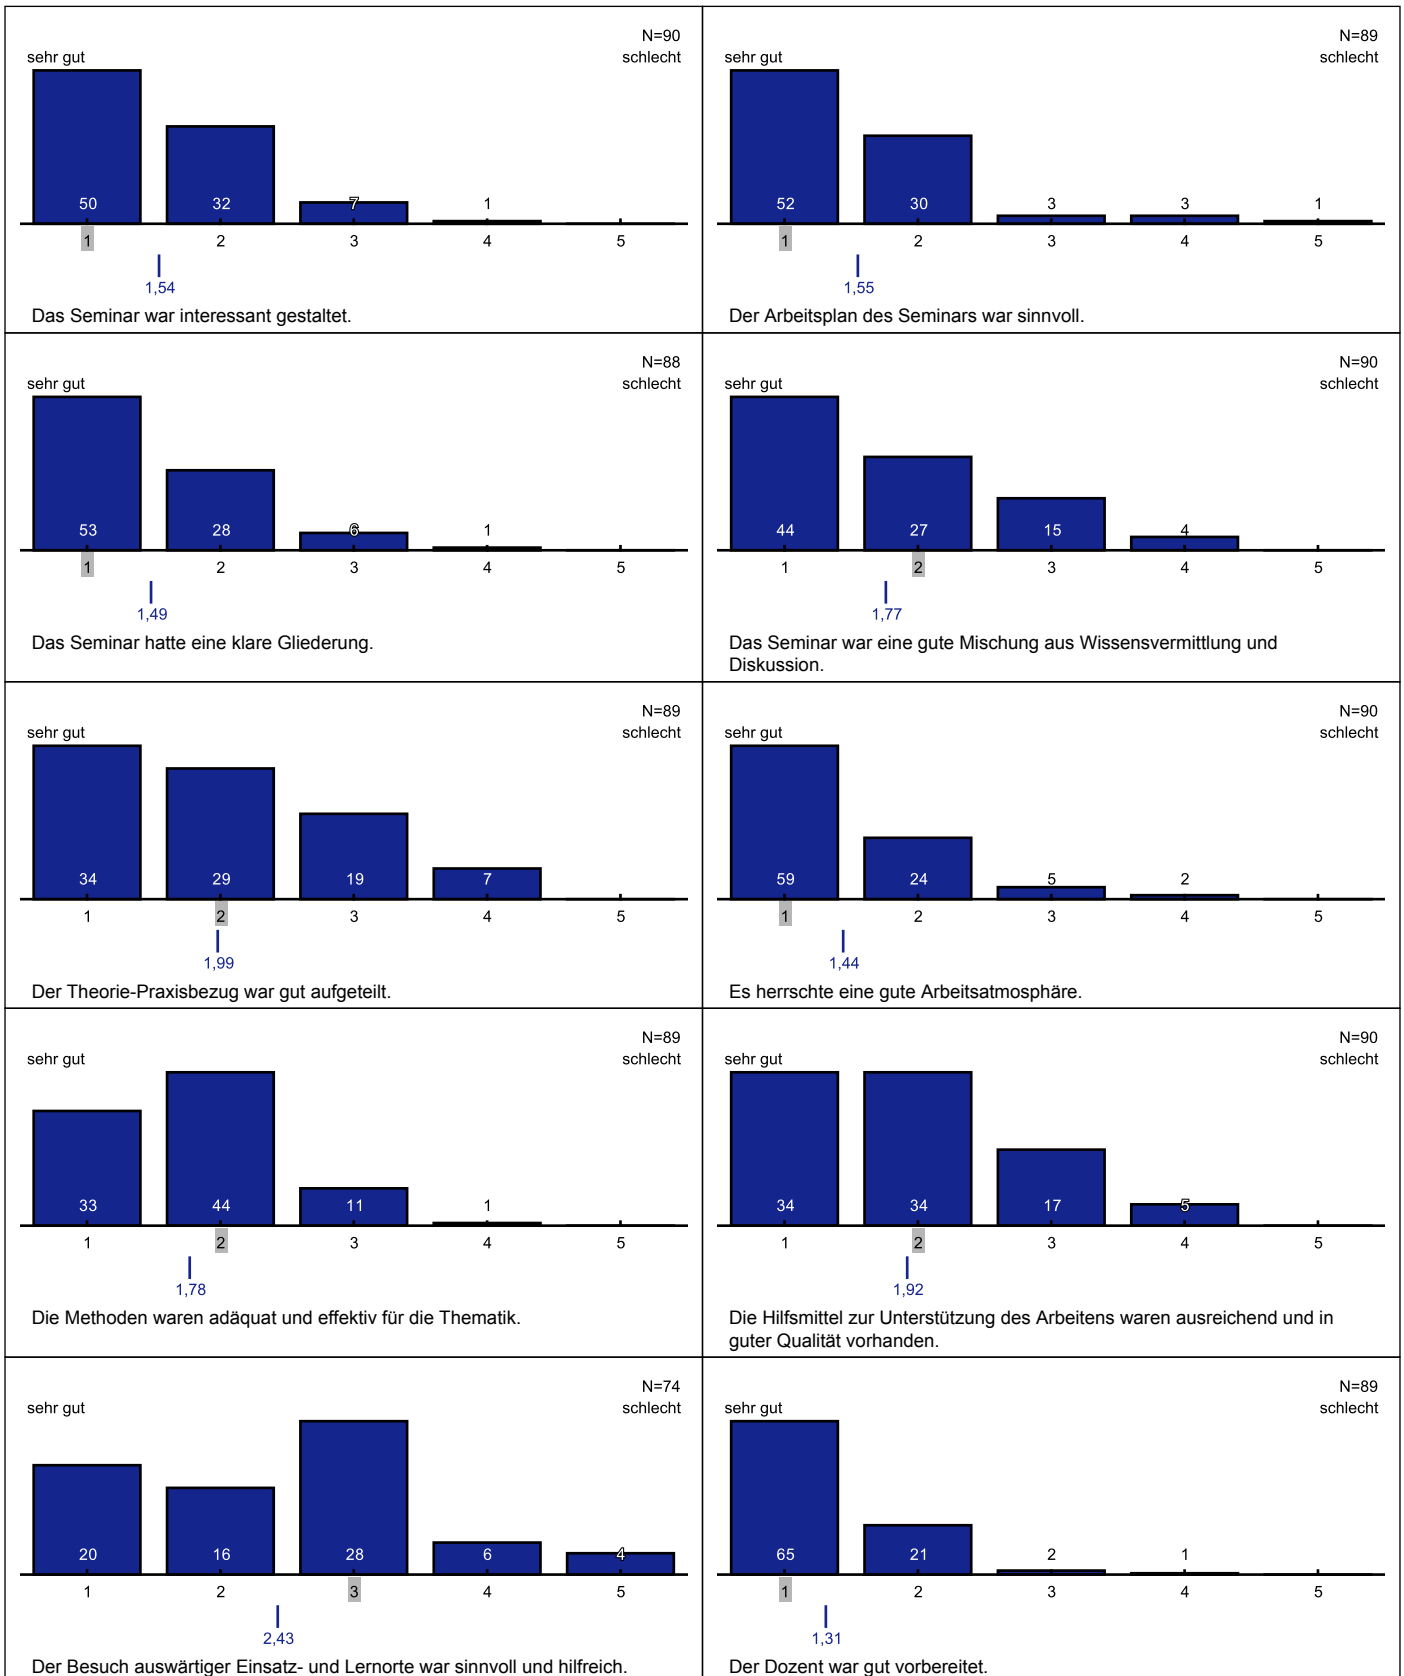 N=90
sehr gut schlecht
50 32 7 1
1 2 3 4 5
1,54
Das Seminar war interessant gestaltet.
N=89
sehr gut schlecht
52 30 3 3 1
1 2 3 4 5
1,55
Der Arbeitsplan des Seminars war sinnvoll.
N=88
sehr gut schlecht
53 28 6 1
1 2 3 4 5
1,49
Das Seminar hatte eine klare Gliederung.
N=90
sehr gut schlecht
44 27 15 4
1 2 3 4 5
1,77
Das Seminar war eine gute Mischung aus Wissensvermittlung und
Diskussion.
N=89
sehr gut schlecht
34 29 19 7
1 2 3 4 5
1,99
Der Theorie-Praxisbezug war gut aufgeteilt.
N=90
sehr gut schlecht
59 24 5 2
1 2 3 4 5
1,44
Es herrschte eine gute Arbeitsatmosphäre.
N=89
sehr gut schlecht
33 44 11 1
1 2 3 4 5
1,78
Die Methoden waren adäquat und effektiv für die Thematik.
N=90
sehr gut schlecht
34 34 17 5
1 2 3 4 5
1,92
Die Hilfsmittel zur Unterstützung des Arbeitens waren ausreichend und in
guter Qualität vorhanden.
N=74
sehr gut schlecht
20 16 28 6 4
1 2 3 4 5
2,43
Der Besuch auswärtiger Einsatz- und Lernorte war sinnvoll und hilfreich.
N=89
sehr gut schlecht
65 21 2 1
1 2 3 4 5
1,31
Der Dozent war gut vorbereitet.